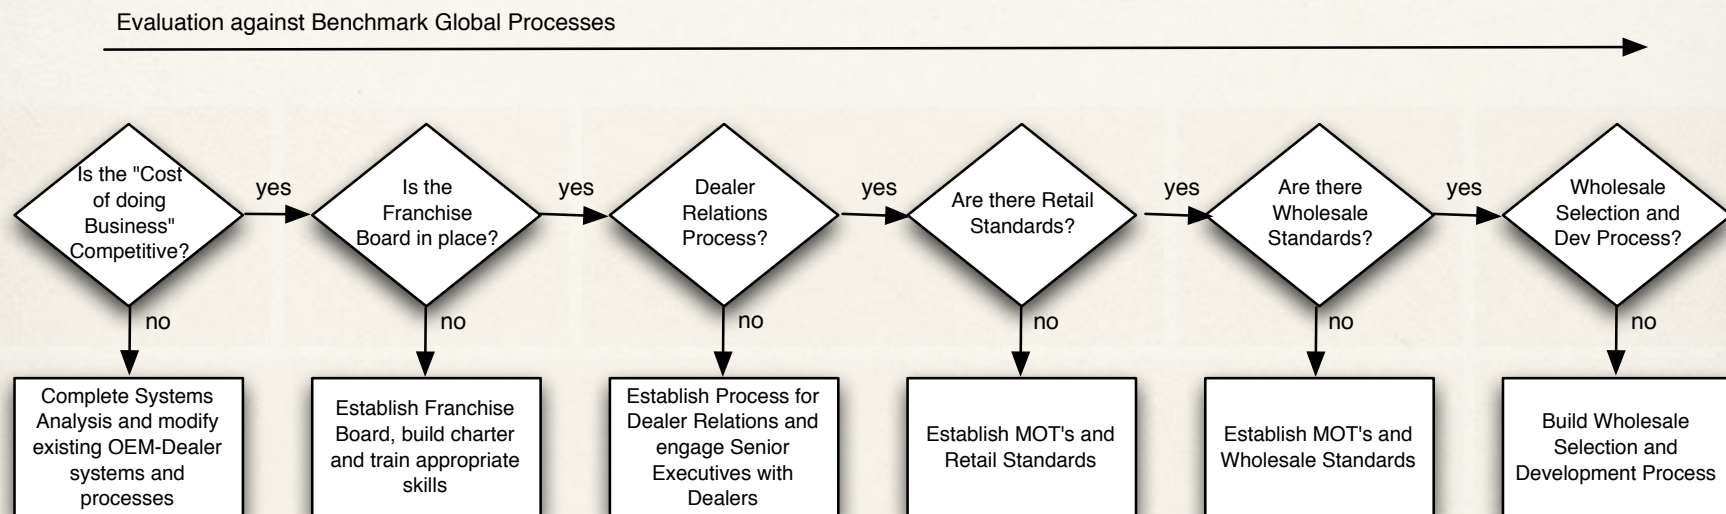 Evaluation against Benchmark Global Processes
Is the "Cost
of doing
Business"
Competitive?
yes
Is the
Franchise
Board in place?
yes
Dealer
Relations
Process?
yes
Are there Retail
Standards?
yes
Are there
Wholesale
Standards?
yes
Wholesale
Selection and
Dev Process?
no
no
no
no
no
no
Complete Systems
Analysis and modify
existing OEM-Dealer
systems and
processes
Establish Franchise
Board, build charter
and train appropriate
skills
Establish Process for
Dealer Relations and
engage Senior
Executives with
Dealers
Establish MOT's and
Retail Standards
Establish MOT's and
Wholesale Standards
Build Wholesale
Selection and
Development Process